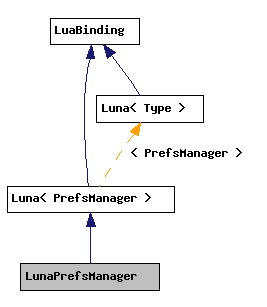 LuaBinding
Luna< Type >
< PrefsManager >
Luna< PrefsManager >
LunaPrefsManager